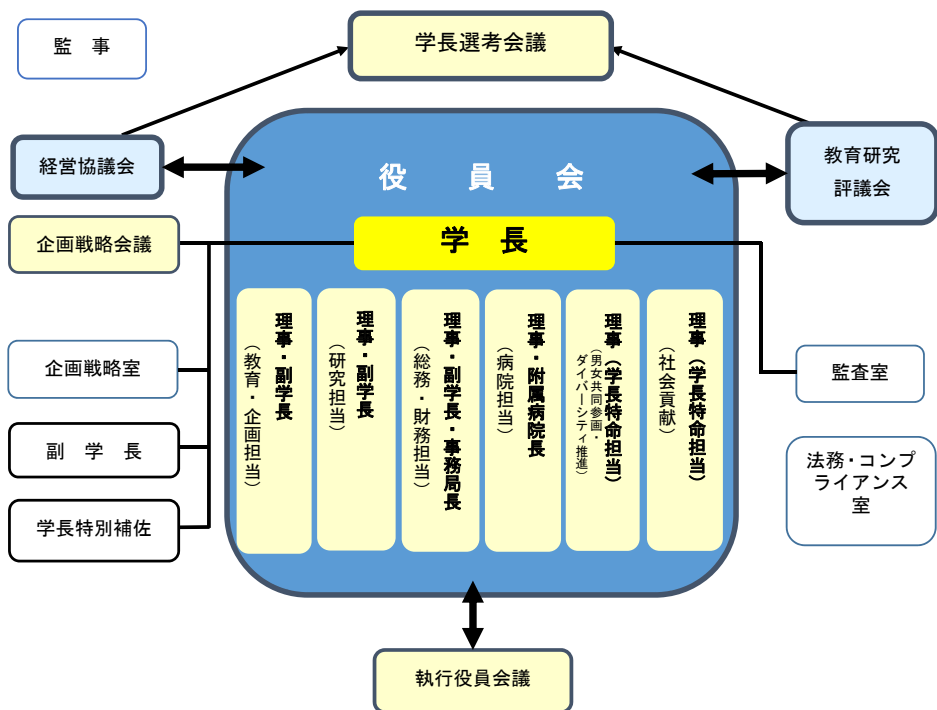 監　事
学長選考会議
経営協議会
役　員　会
教育研究
評議会
企画戦略会議
学　長
企画戦略室
副　学　長
学長特別補佐
理事・副学長
（教育・企画担当）
理事・副学長
（研究担当）
理事・副学長・事務局長
（総務・財務担当）
理事・附属病院長
（病院担当）
理事（学長特命担当）
（男女共同参画・
ダイバーシティ推進）
理事（学長特命担当）
（社会貢献）
監査室
法務・コンプ
ライアンス
室
執行役員会議